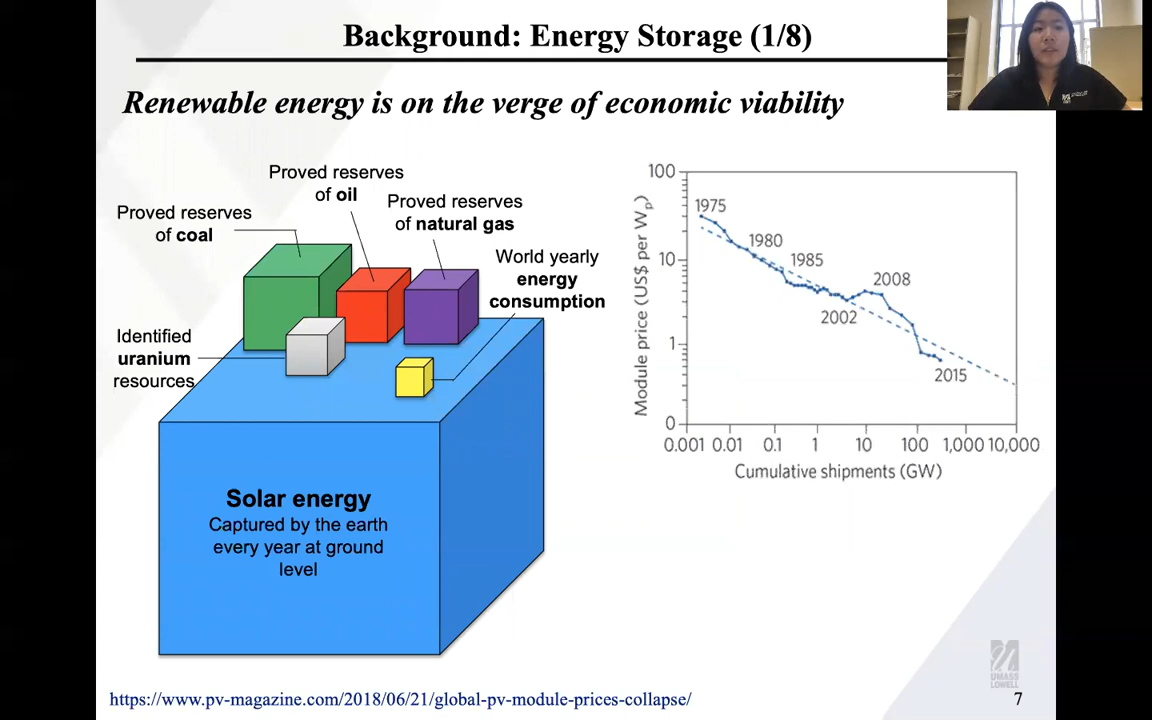 Background: Energy Storage (1/8)
Renewable energy is on the verge of economic viability
Proved reserves
of oil
Proved reserves
of coal
Proved reserves
of natural gas
World yearly
energy
consumption
Identified
uranium
resources
Solar energy
Captured by the earth
every year at ground
level
Module price (US$ per Wp)
100
10
1
0
1975
1980
1985
2002
2008
2015
0.001 0.01 0.1 1 10 100 1,000 10,000
Cumulative shipments (GW)
https://www.pv-magazine.com/2018/06/21/global-pv-module-prices-collapse/
UMASS
LOWELL
7